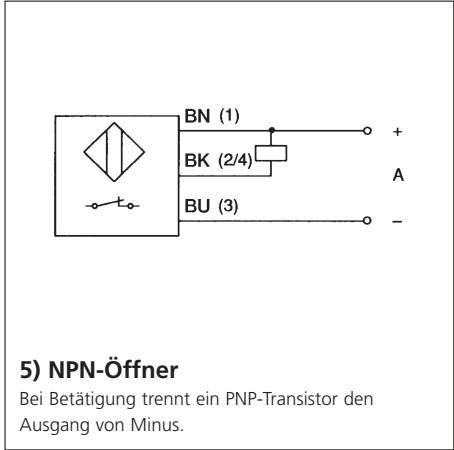 BN (1)
+
BK (2/4)
A
BU (3)
–
5) NPN-Öffner
Bei Betätigung trennt ein PNP-Transistor den
Ausgang von Minus.